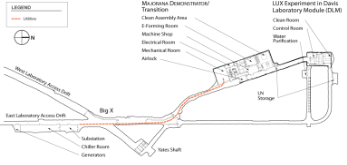 LEGEND
Utilities
N
MAJORANA DEMONSTRATOR/
Transition
Clean Assembly Area
E-Forming Room
Machine Shop
Electrical Room
Mechanical Room
Airlock
LUX Experiment in Davis
Laboratory Module (DLM)
Clean Room
Control Room
Water
Purification
LN
Storage
West Laboratory Access Drift
Big X
East Laboratory Access Drift
Substation
Chiller Room
Generators
Yates Shaft